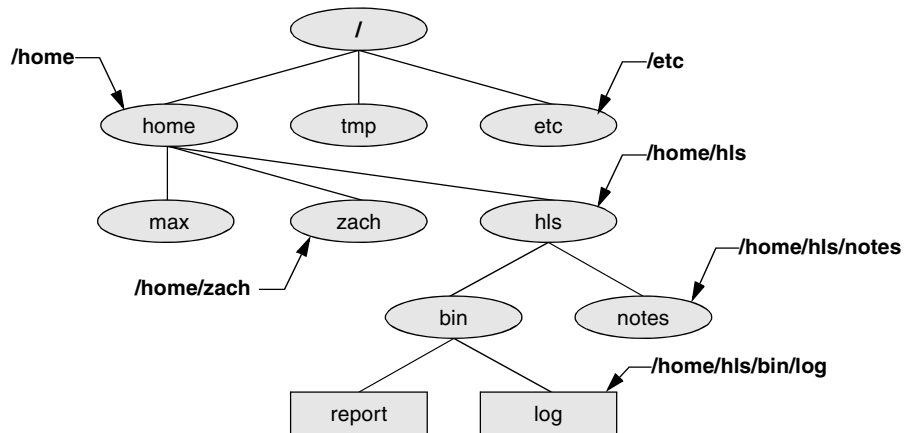 /
/home
/etc
home
tmp
etc
/home/hls
max
zach
hls
/home/hls/notes
/home/zach
bin
notes
/home/hls/bin/log
report
log